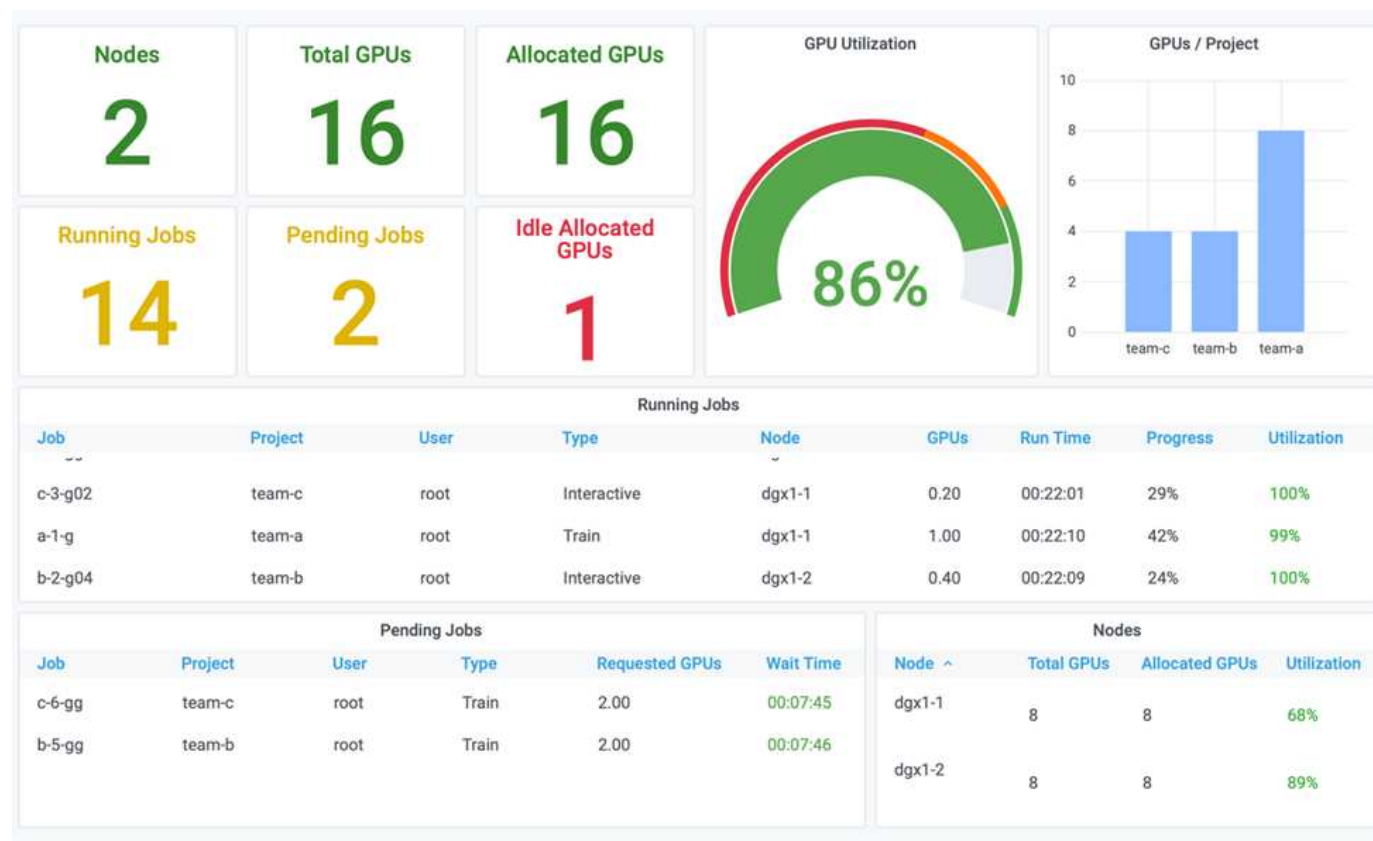 Nodes
2
Total GPUs
16
Allocated GPUs
16
GPU Utilization
86%
GPUs / Project
10
8
6
4
2
0
team-c team-b team-a
Running Jobs
14
Pending Jobs
2
Idle Allocated
GPUs
1
Running Jobs
Job Project User Type Node GPUs Run Time Progress Utilization
c-3-g02 team-c root Interactive dgx1-1 0.20 00:22:01 29% 100%
a-1-g team-a root Train dgx1-1 1.00 00:22:10 42% 99%
b-2-g04 team-b root Interactive dgx1-2 0.40 00:22:09 24% 100%
Pending Jobs
Job Project User Type Requested GPUs Wait Time
c-6-gg team-c root Train 2.00 00:07:45
b-5-gg team-b root Train 2.00 00:07:46
Nodes
Node Total GPUs Allocated GPUs Utilization
dgx1-1 8 8 68%
dgx1-2 8 8 89%